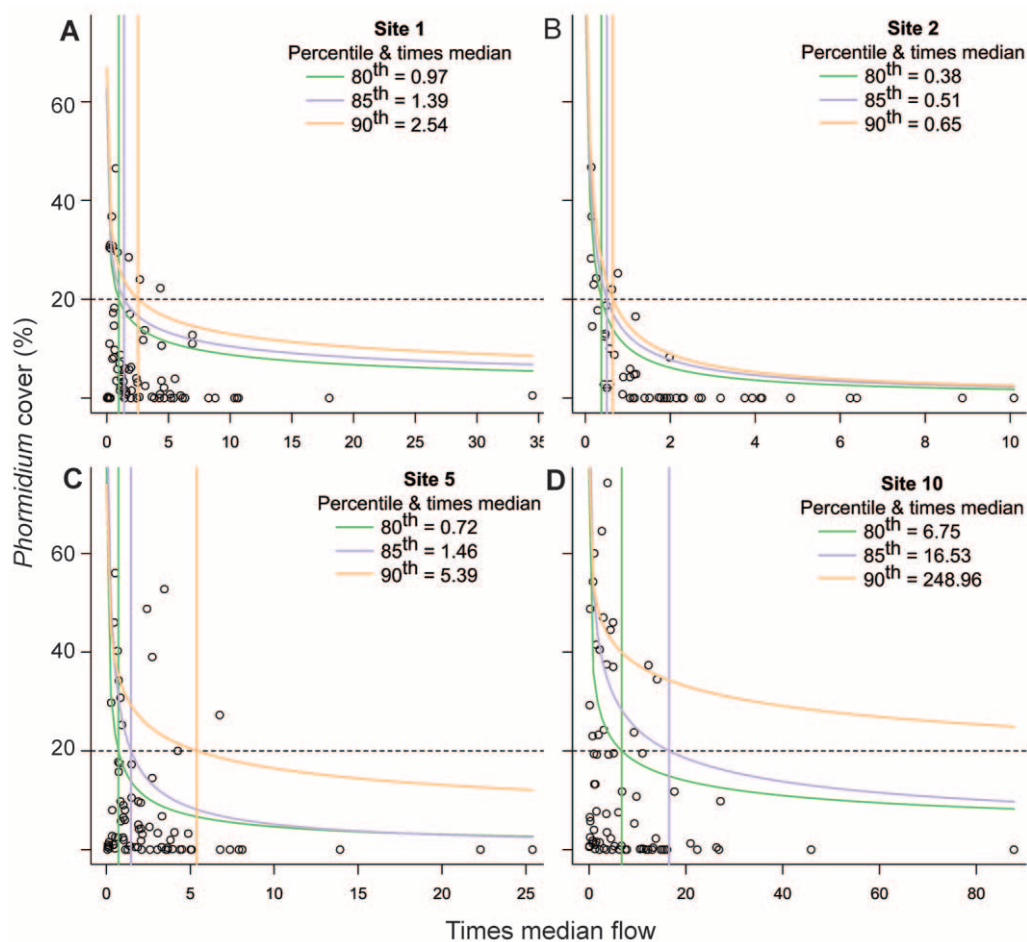 A
Site 1
Percentile & times median
80th = 0.97
85th = 1.39
90th = 2.54
60
40
20
0
0 5 10 15 20 25 30 35
B
Site 2
Percentile & times median
80th = 0.38
85th = 0.51
90th = 0.65
0 2 4 6 8 10
C
Site 5
Percentile & times median
80th = 0.72
85th = 1.46
90th = 5.39
60
40
20
0
0 5 10 15 20 25
D
Site 10
Percentile & times median
80th = 6.75
85th = 16.53
90th = 248.96
0 20 40 60 80
Phormidium cover (%)
Times median flow